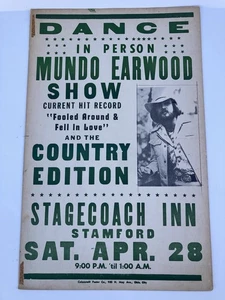 DANCE
IN PERSON
MUNDO EARWOOD
SHOW
CURRENT HIT RECORD
"Fooled Around &
Fell in Love"
AND THE
COUNTRY
EDITION
STAGECOACH INN
STAMFORD
SAT. APR. 28
9:00 P.M. 'til 1:00 A.M.